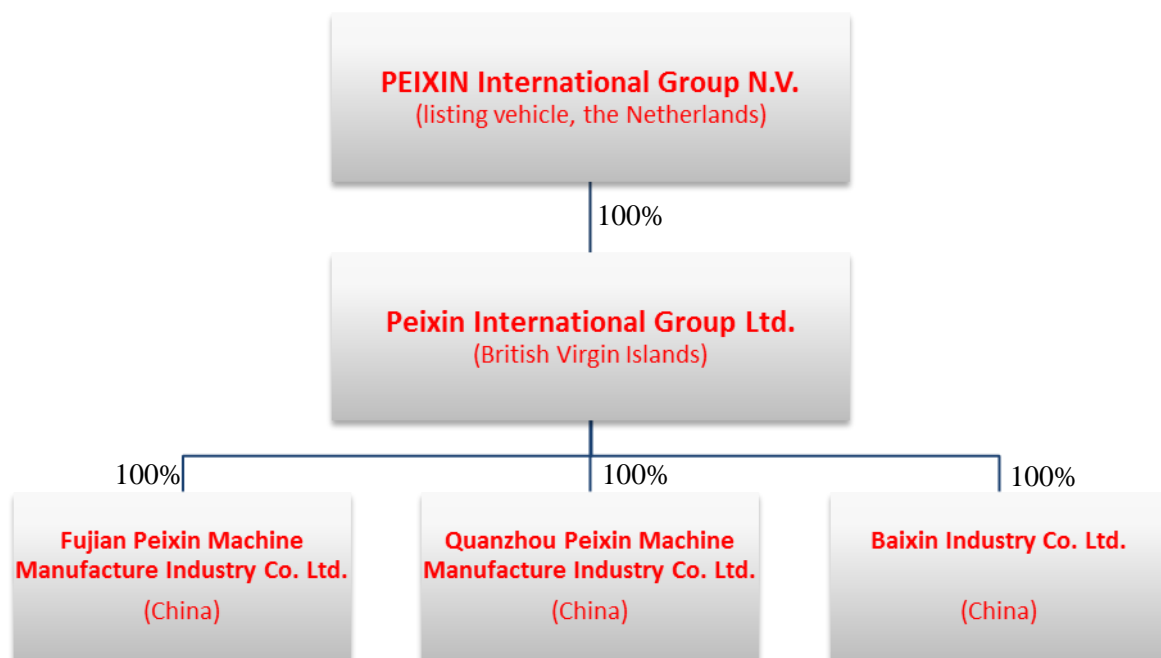 PEIXIN International Group N.V.
(listing vehicle, the Netherlands)
100%
Peixin International Group Ltd.
(British Virgin Islands)
100%
100%
100%
Fujian Peixin Machine
Manufacture Industry Co. Ltd.
(China)
Quanzhou Peixin Machine
Manufacture Industry Co. Ltd.
(China)
Baixin Industry Co. Ltd.
(China)